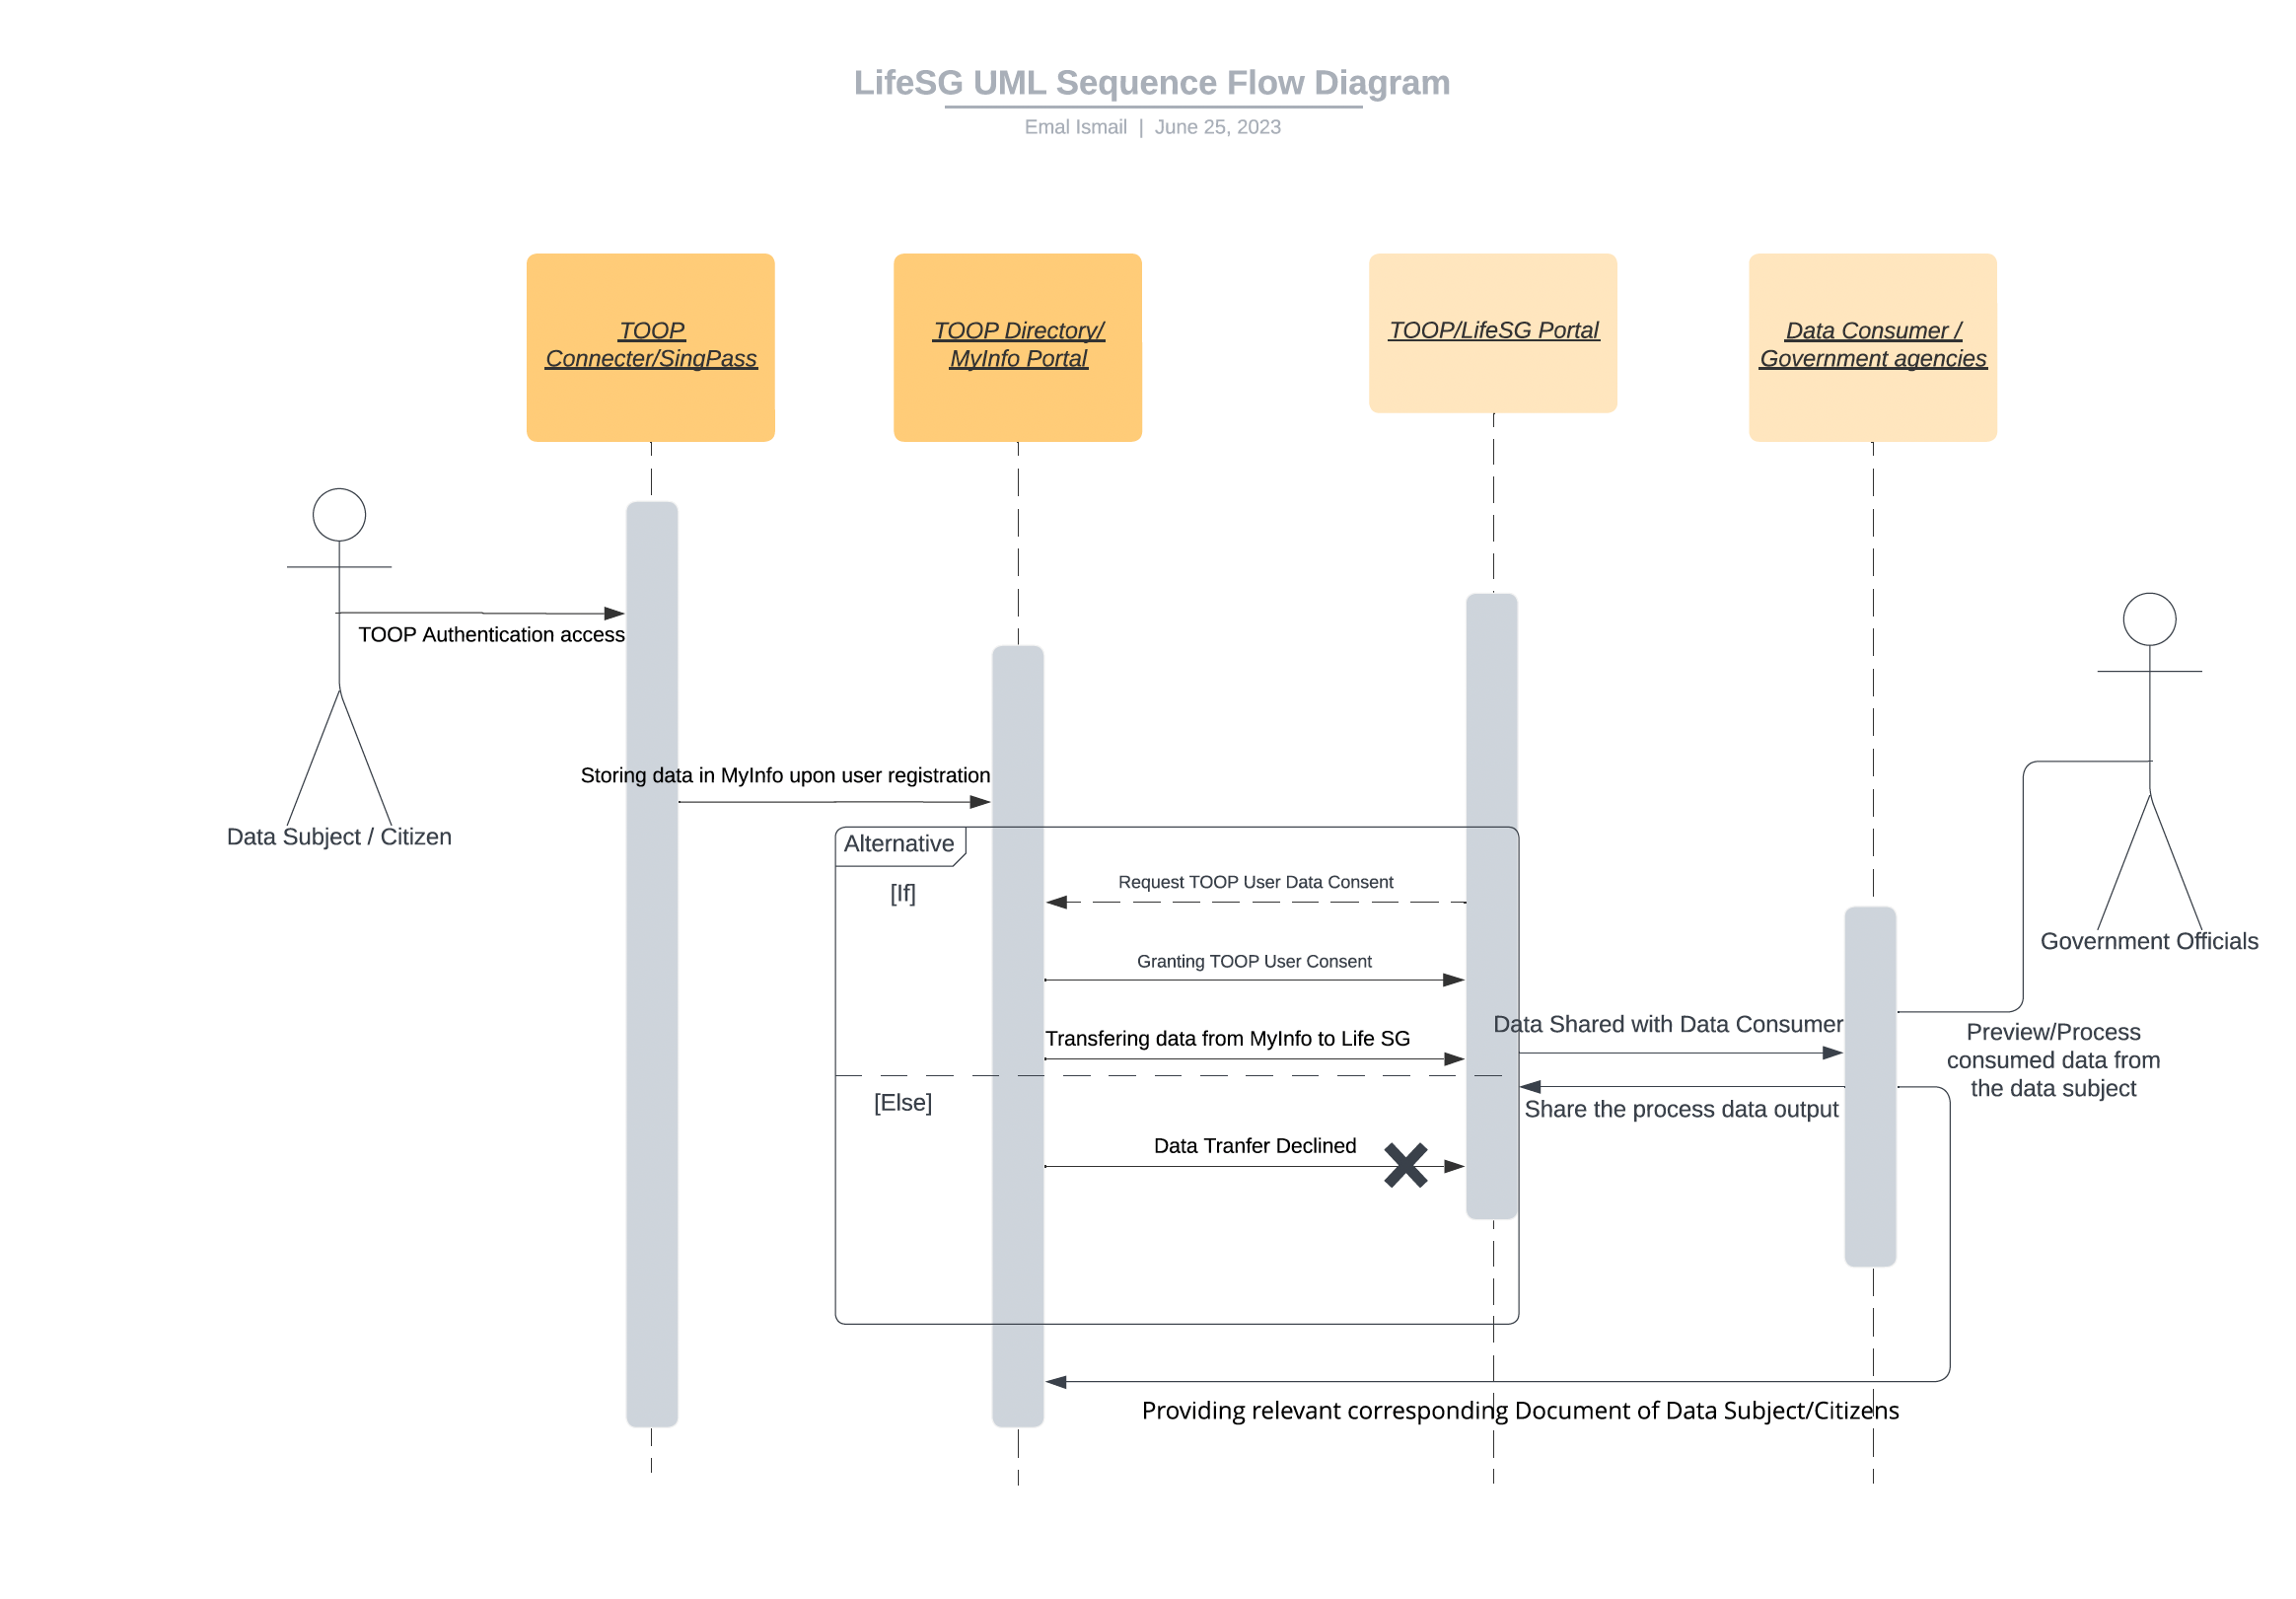 LifeSG UML Sequence Flow Diagram
Emal Ismail | June 25, 2023
TOOP
Connecter/SingPass
TOOP Directory/
MyInfo Portal
TOOP/LifeSG Portal
Data Consumer /
Government agencies
TOOP Authentication access
Data Subject / Citizen
Storing data in MyInfo upon user registration
Alternative
[If]
Request TOOP User Data Consent
Granting TOOP User Consent
Government Officials
Transfering data from MyInfo to Life SG
Data Shared with Data Consumer
Preview/Process
consumed data from
the data subject
[Else]
Share the process data output
Data Tranfer Declined
Providing relevant corresponding Document of Data Subject/Citizens